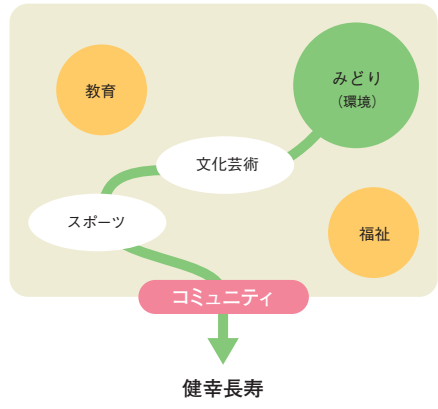 みどり
（環境）
教育
文化芸術
スポーツ
福祉
コミュニティ
健幸長寿